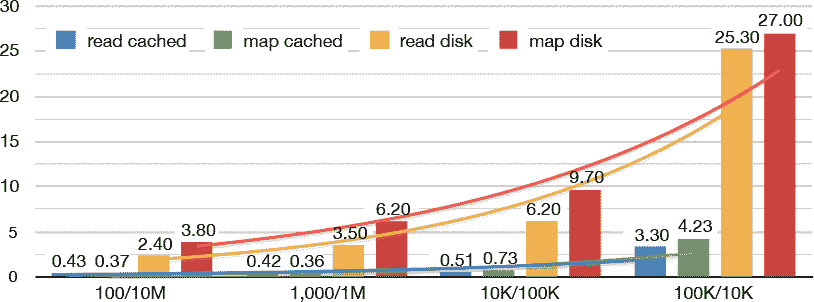 30
25
20
15
10
5
0
read cached map cached read disk map disk
0.43 0.37 2.40 3.80
0.42 0.36 3.50 6.20
0.51 0.73 6.20 9.70
3.30 4.23 25.30 27.00
100/10M 1,000/1M 10K/100K 100K/10K